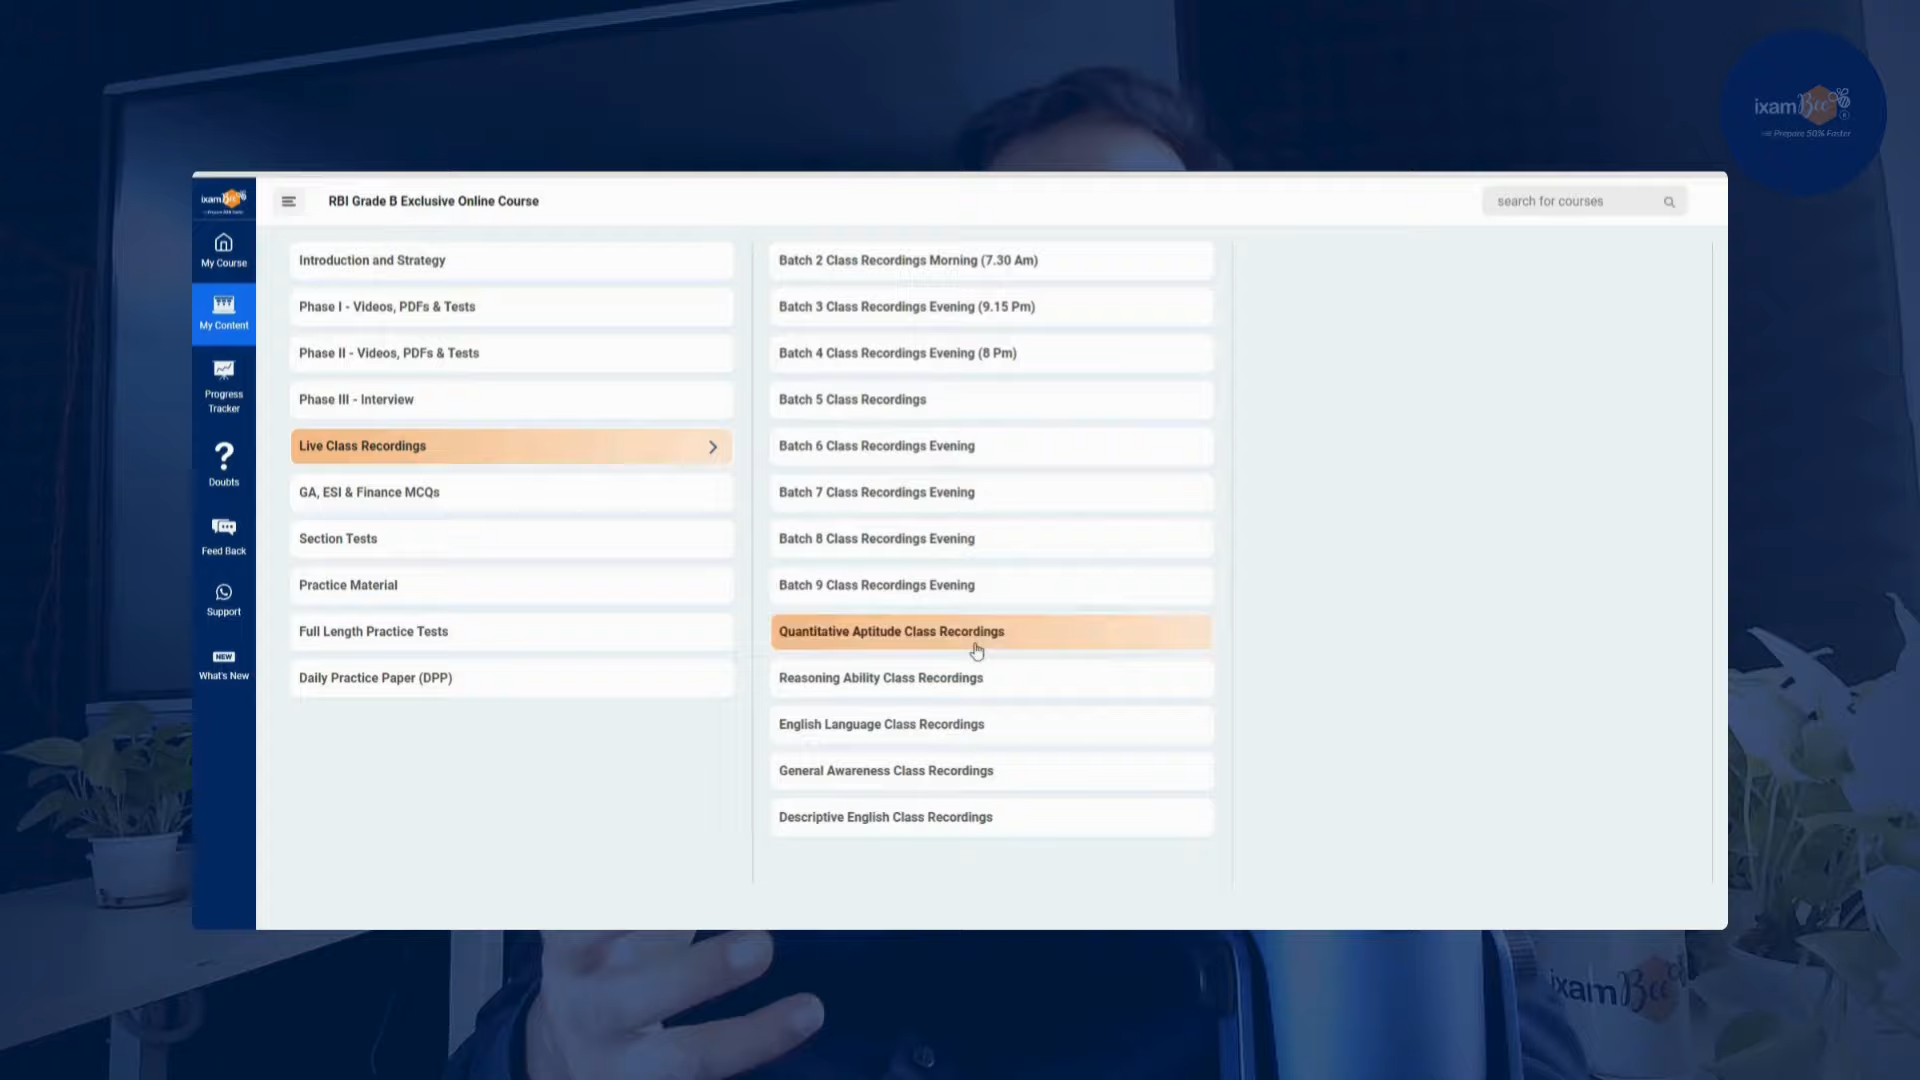 ixamBee
Prepare 50% Faster
ixamBee
RBI Grade B Exclusive Online Course
search for courses
My Course
My Content
Progress
Tracker
Doubts
Feed Back
Support
NEW
What's New
Introduction and Strategy
Phase I - Videos, PDFs & Tests
Phase II - Videos, PDFs & Tests
Phase III - Interview
Live Class Recordings
GA, ESI & Finance MCQs
Section Tests
Practice Material
Full Length Practice Tests
Daily Practice Paper (DPP)
Batch 2 Class Recordings Morning (7.30 Am)
Batch 3 Class Recordings Evening (9.15 Pm)
Batch 4 Class Recordings Evening (8 Pm)
Batch 5 Class Recordings
Batch 6 Class Recordings Evening
Batch 7 Class Recordings Evening
Batch 8 Class Recordings Evening
Batch 9 Class Recordings Evening
Quantitative Aptitude Class Recordings
Reasoning Ability Class Recordings
English Language Class Recordings
General Awareness Class Recordings
Descriptive English Class Recordings
ixamBee